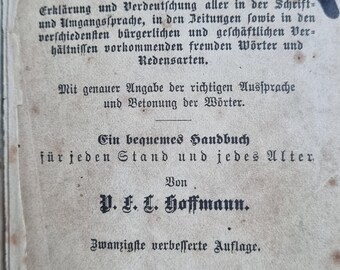 Erklärung und Verdeutschung aller in der Schrift-
und Umgangssprache, in den Zeitungen sowie in den
verschiedensten bürgerlichen und geschäftlichen Ver-
hältnissen vorkommenden fremden Wörter und
Redensarten.
Mit genauer Angabe der richtigen Aussprache
und Betonung der Wörter.
Ein bequemes Handbuch
für jeden Stand und jedes Alter
Von
P. F. L. Hoffmann.
Zwanzigste verbesserte Auflage.